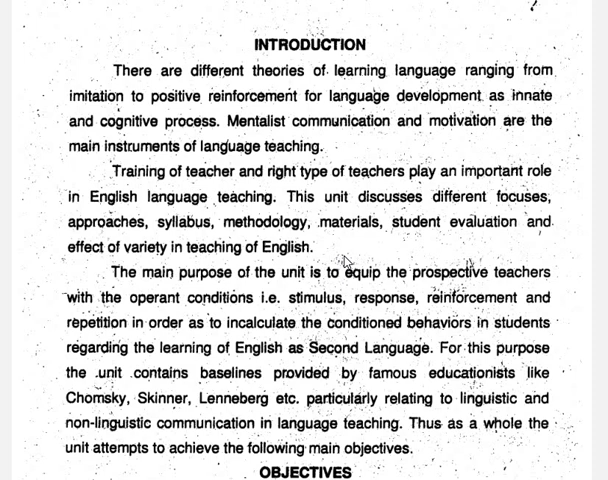 INTRODUCTION
There are different theories of learning language ranging from
imitation to positive reinforcement for language development as innate
and cognitive process. Mentalist communication and motivation are the
main instruments of language teaching.
Training of teacher and right type of teachers play an important role
in English language teaching. This unit discusses different focuses,
approaches, syllabus, methodology, materials, student evaluation and
effect of variety in teaching of English.
The main purpose of the unit is to equip the prospective teachers
with the operant conditions i.e. stimulus, response, reinforcement and
repetition in order as to incalculate the conditioned behaviors in students
regarding the learning of English as Second Language. For this purpose
the unit contains baselines provided by famous educationists like
Chomsky, Skinner, Lenneberg etc. particularly relating to linguistic and
non-linguistic communication in language teaching. Thus as a whole the
unit attempts to achieve the following main objectives.
OBJECTIVES